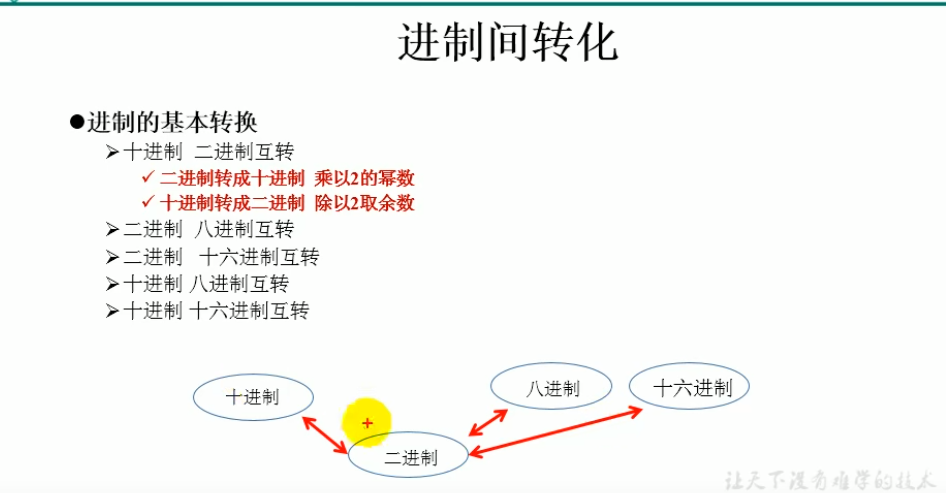 进制间转化
●进制的基本转换
➢十进制 二进制互转
✓二进制转成十进制 乘以2的幂数
✓十进制转成二进制 除以2取余数
➢二进制 八进制互转
➢二进制 十六进制互转
➢十进制 八进制互转
➢十进制 十六进制互转
十进制 八进制 十六进制
二进制
让天下没有难学的技术